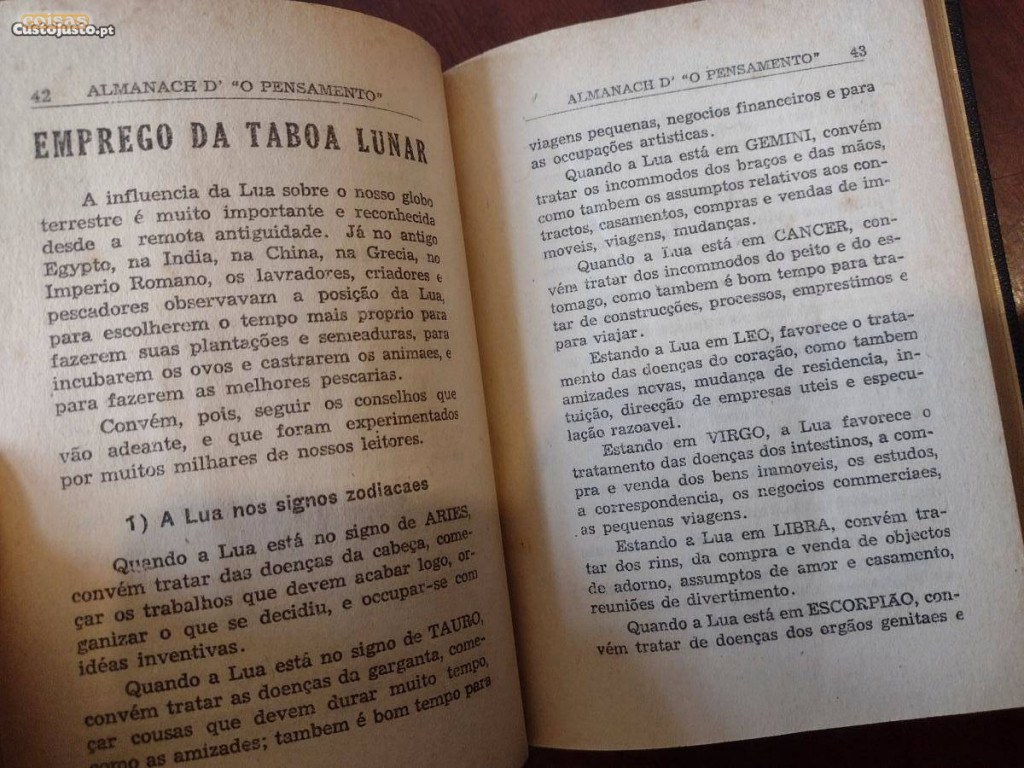 coisas
CustoJusto.pt
42 ALMANACH D' "O PENSAMENTO"
EMPREGO DA TABOA LUNAR
A influencia da Lua sobre o nosso globo
terrestre é muito importante e reconhecida
desde a remota antiguidade. Já no antigo
Egypto, na India, na China, na Grecia, no
Imperio Romano, os lavradores, criadores e
pescadores observavam a posição da Lua,
para escolherem o tempo mais proprio para
fazerem suas plantações e semeaduras, para
incubarem os ovos e castrarem os animaes, e
para fazerem as melhores pescarias.
Convém, pois, seguir os conselhos que
vão adeante, e que foram experimentados
por muitos milhares de nossos leitores.
1) A Lua nos signos zodiacaes
Quando a Lua está no signo de ARIES,
convém tratar das doenças da cabeça, come-
çar os trabalhos que devem acabar logo, or-
ganizar o que se decidiu, e occupar-se com
idéas inventivas.
Quando a Lua está no signo de TAURO,
convém tratar as doenças da garganta, come-
çar cousas que devem durar muito tempo,
como as amizades; tambem é bom tempo para
ALMANACH D' "O PENSAMENTO" 43
viagens pequenas, negocios financeiros e para
as occupações artisticas.
Quando a Lua está em GEMINI, convém
tratar os incommodos dos braços e das mãos,
como tambem os assumptos relativos aos con-
tractos, casamentos, compras e vendas de im-
moveis, viagens, mudanças.
Quando a Lua está em CANCER, con-
vém tratar dos incommodos do peito e do es-
tomago, como tambem é bom tempo para tra-
tar de construcções, processos, emprestimos e
para viajar.
Estando a Lua em LEO, favorece o trata-
mento das doenças do coração, como tambem
amizades novas, mudança de residencia, in-
tuição, direcção de empresas uteis e especu-
lação razoavel.
Estando em VIRGO, a Lua favorece o
tratamento das doenças dos intestinos, a com-
pra e venda dos bens immoveis, os estudos,
a correspondencia, os negocios commerciaes,
as pequenas viagens.
Estando a Lua em LIBRA, convém tra-
tar dos rins, da compra e venda de objectos
de adorno, assumptos de amor e casamento,
reuniões de divertimento.
Quando a Lua está em ESCORPIÃO, con-
vém tratar de doenças dos orgãos genitaes e